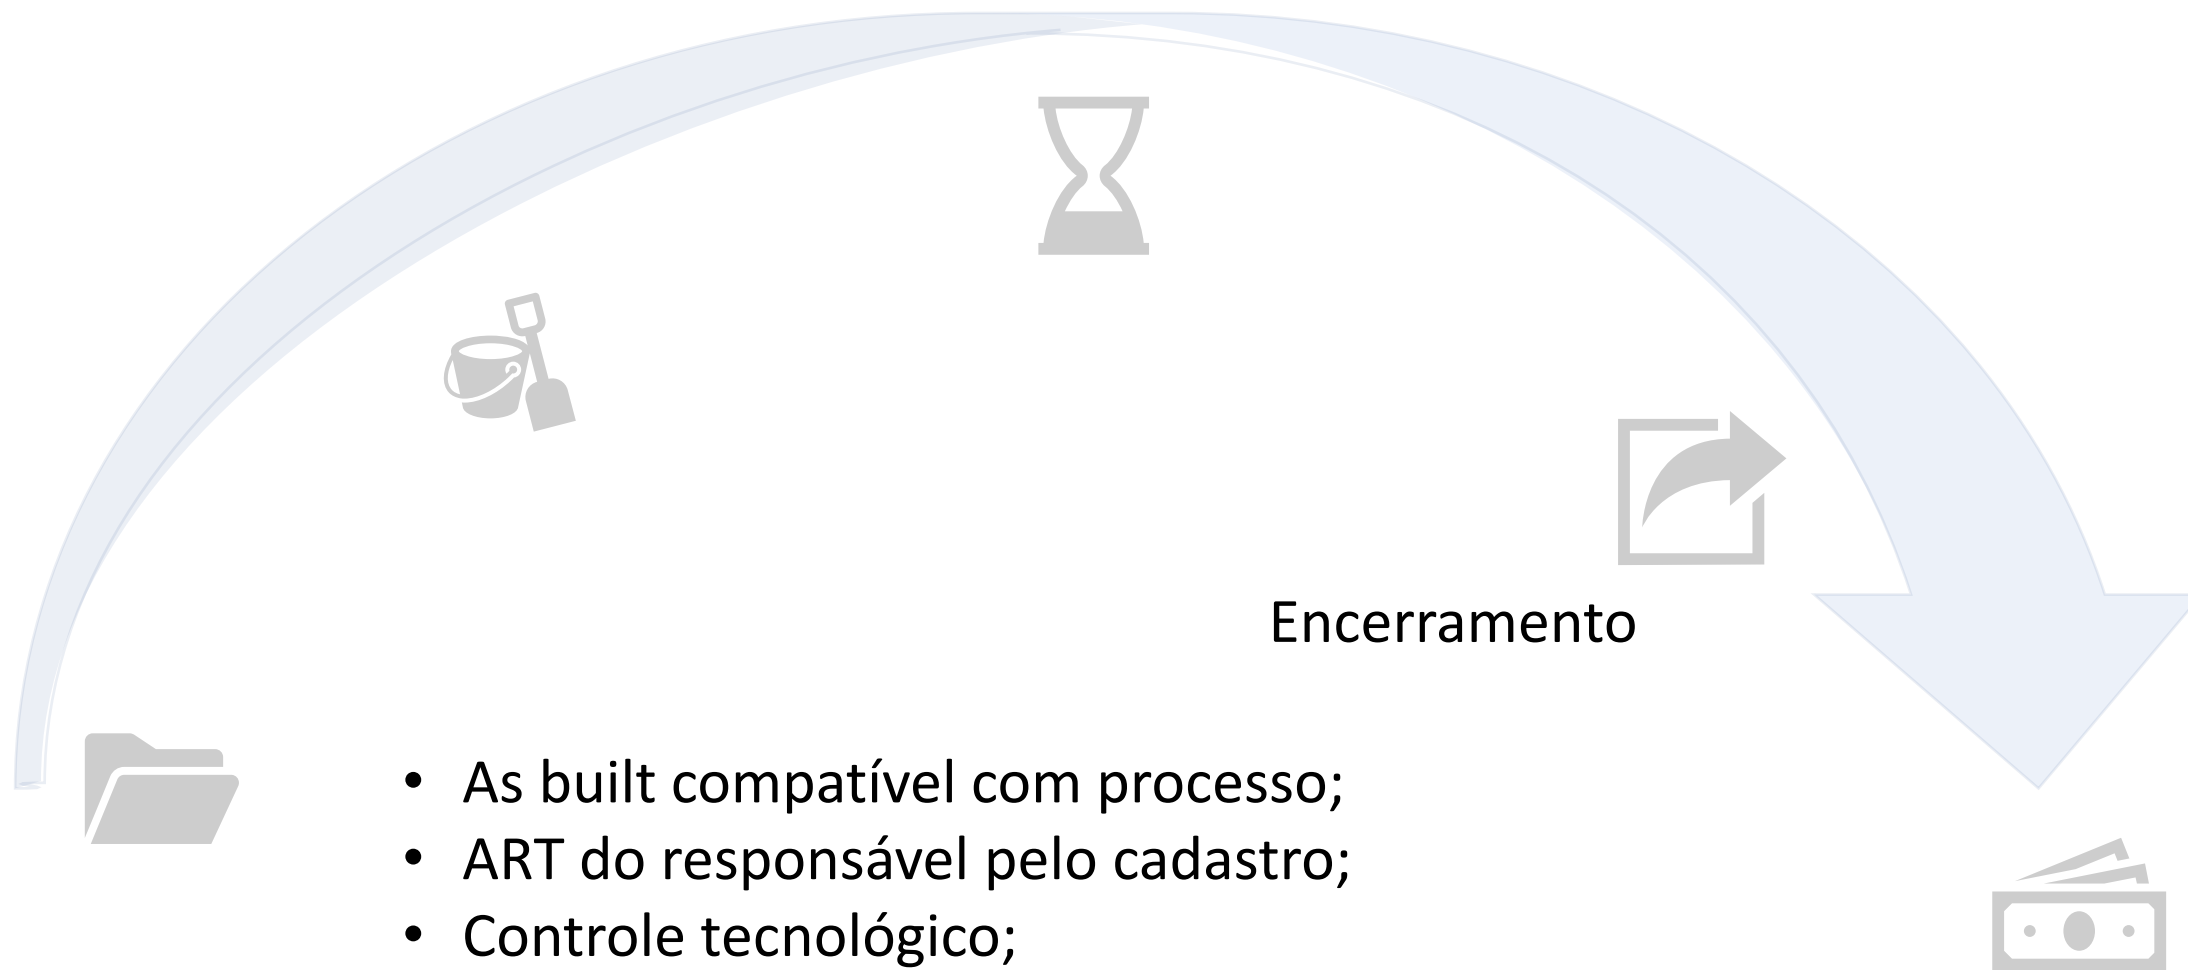 Encerramento
• As built compatível com processo;
• ART do responsável pelo cadastro;
• Controle tecnológico;